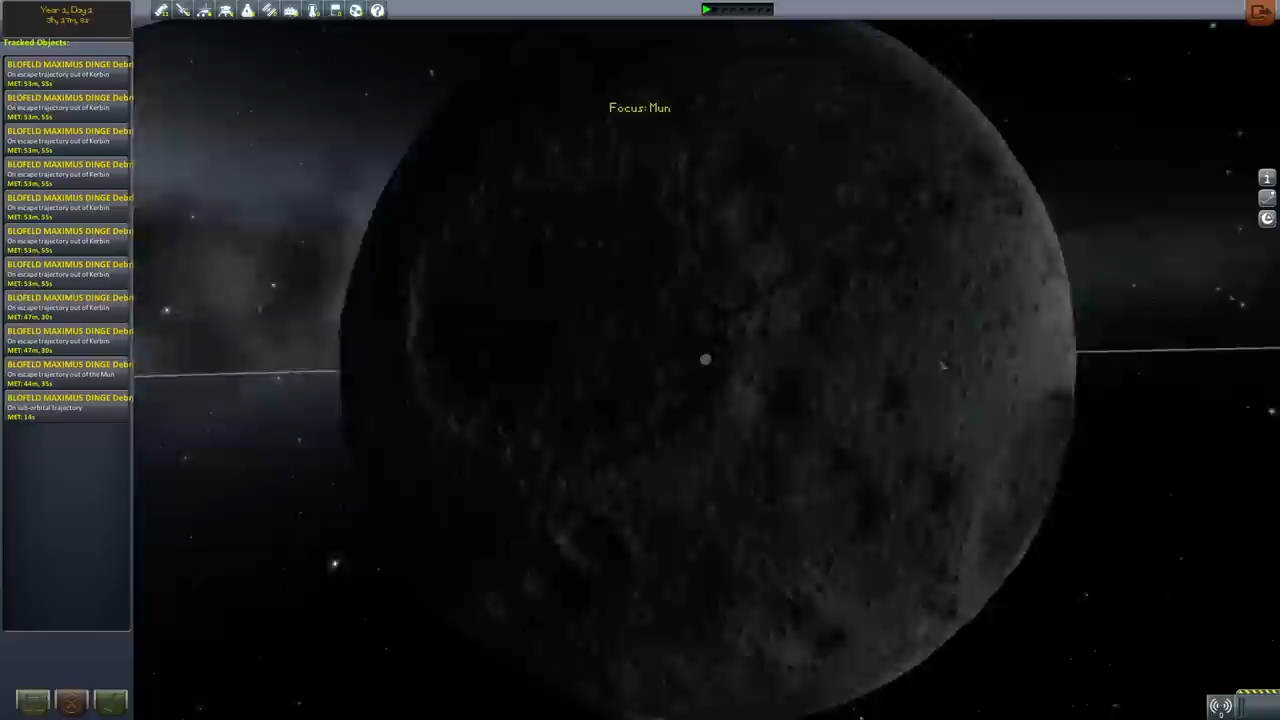 Year 1, Day 1
3h, 17m, 8s
Tracked Objects:
BLOFELD MAXIMUS DINGE Debr
On escape trajectory out of Kerbin
MET: 53m, 55s
BLOFELD MAXIMUS DINGE Debr
On escape trajectory out of Kerbin
MET: 53m, 55s
BLOFELD MAXIMUS DINGE Debr
On escape trajectory out of Kerbin
MET: 53m, 55s
BLOFELD MAXIMUS DINGE Debr
On escape trajectory out of Kerbin
MET: 53m, 55s
BLOFELD MAXIMUS DINGE Debr
On escape trajectory out of Kerbin
MET: 53m, 55s
BLOFELD MAXIMUS DINGE Debr
On escape trajectory out of Kerbin
MET: 53m, 55s
BLOFELD MAXIMUS DINGE Debr
On escape trajectory out of Kerbin
MET: 53m, 55s
BLOFELD MAXIMUS DINGE Debr
On escape trajectory out of Kerbin
MET: 47m, 30s
BLOFELD MAXIMUS DINGE Debr
On escape trajectory out of Kerbin
MET: 47m, 30s
BLOFELD MAXIMUS DINGE Debr
On escape trajectory out of the Mun
MET: 44m, 35s
BLOFELD MAXIMUS DINGE Debr
On sub-orbital trajectory
MET: 14s
Focus: Mun